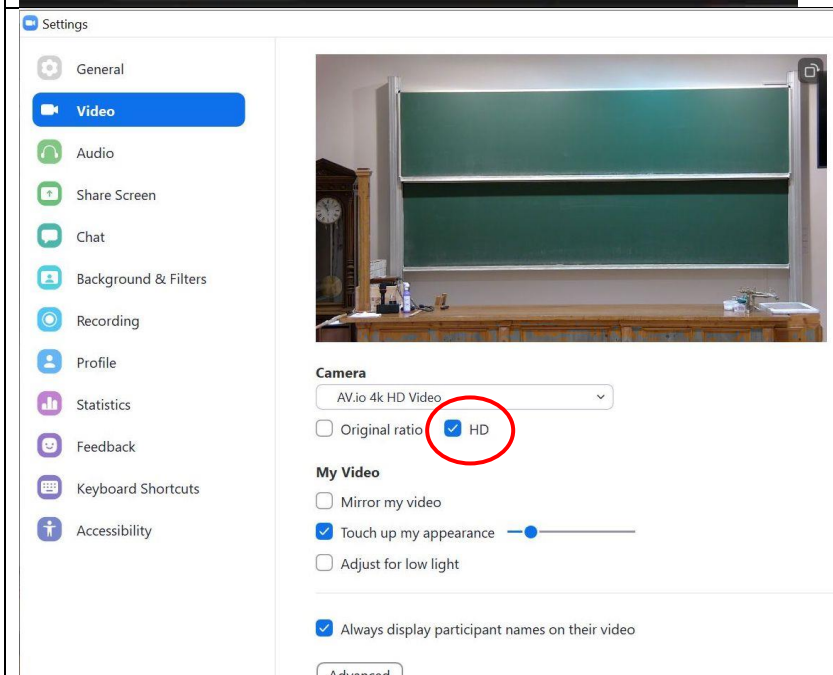 Settings
General
Video
Audio
Share Screen
Chat
Background & Filters
Recording
Profile
Statistics
Feedback
Keyboard Shortcuts
Accessibility
Camera
AV.io 4k HD Video
Original ratio HD
My Video
Mirror my video
Touch up my appearance
Adjust for low light
Always display participant names on their video
Advanced